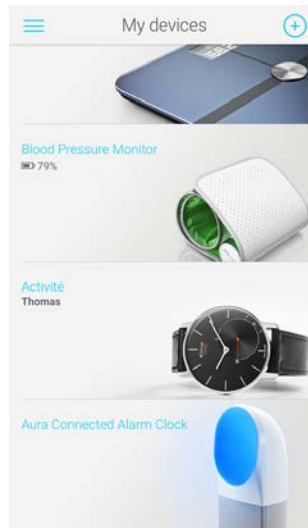 My devices
Blood Pressure Monitor
79%
Activité
Thomas
Aura Connected Alarm Clock